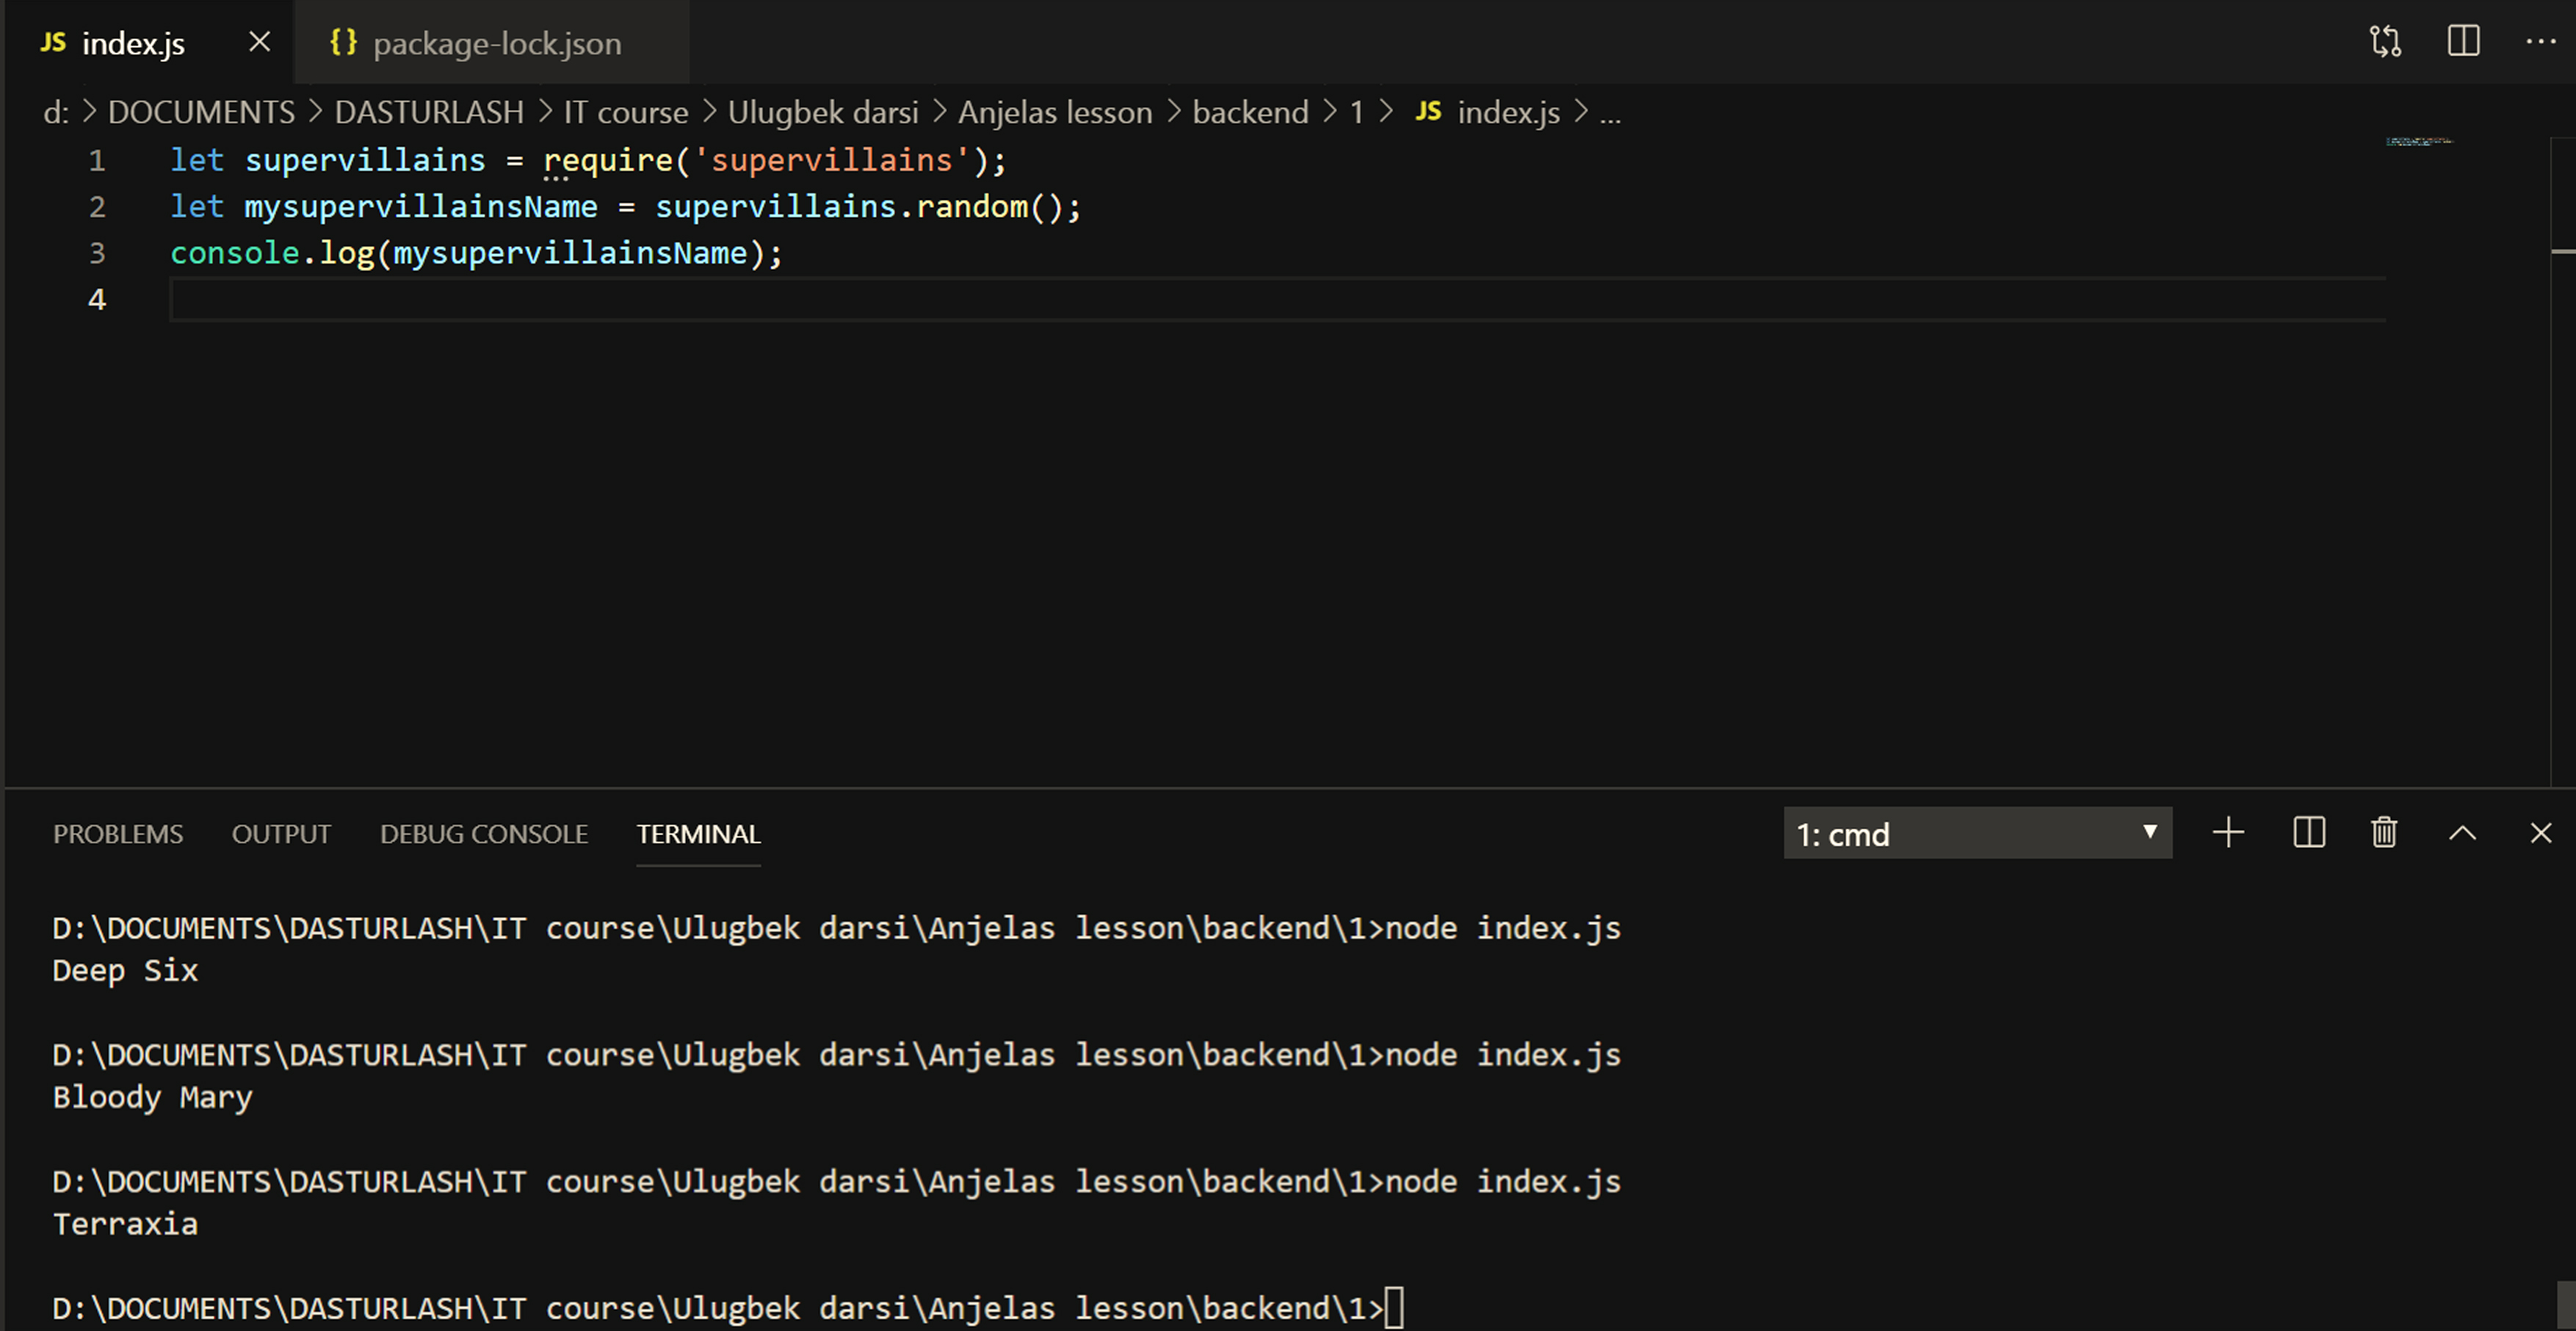 JS index.js
{} package-lock.json
d: > DOCUMENTS > DASTURLASH > IT course > Ulugbek darsi > Anjelas lesson > backend > 1 > JS index.js > ...
1 let supervillains = require('supervillains');
2 let mysupervillainsName = supervillains.random();
3 console.log(mysupervillainsName);
4
PROBLEMS OUTPUT DEBUG CONSOLE TERMINAL 1: cmd
D:\DOCUMENTS\DASTURLASH\IT course\Ulugbek darsi\Anjelas lesson\backend\1>node index.js
Deep Six
D:\DOCUMENTS\DASTURLASH\IT course\Ulugbek darsi\Anjelas lesson\backend\1>node index.js
Bloody Mary
D:\DOCUMENTS\DASTURLASH\IT course\Ulugbek darsi\Anjelas lesson\backend\1>node index.js
Terraxia
D:\DOCUMENTS\DASTURLASH\IT course\Ulugbek darsi\Anjelas lesson\backend\1>